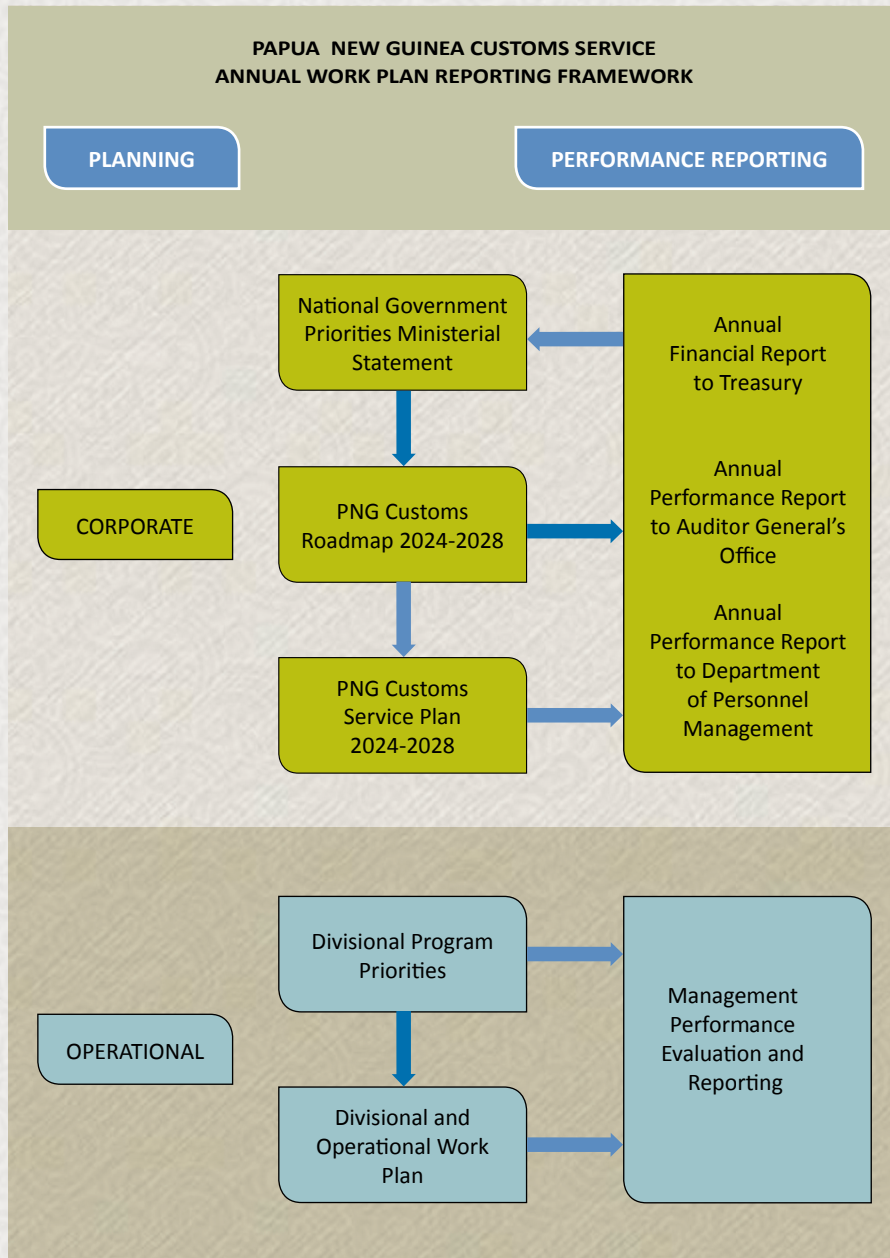 PAPUA NEW GUINEA CUSTOMS SERVICE
ANNUAL WORK PLAN REPORTING FRAMEWORK
PLANNING
PERFORMANCE REPORTING
National Government
Priorities Ministerial
Statement
Annual
Financial Report
to Treasury
CORPORATE
PNG Customs
Roadmap 2024-2028
Annual
Performance Report
to Auditor General’s
Office
PNG Customs
Service Plan
2024-2028
Annual
Performance Report
to Department
of Personnel
Management
OPERATIONAL
Divisional Program
Priorities
Divisional and
Operational Work
Plan
Management
Performance
Evaluation and
Reporting